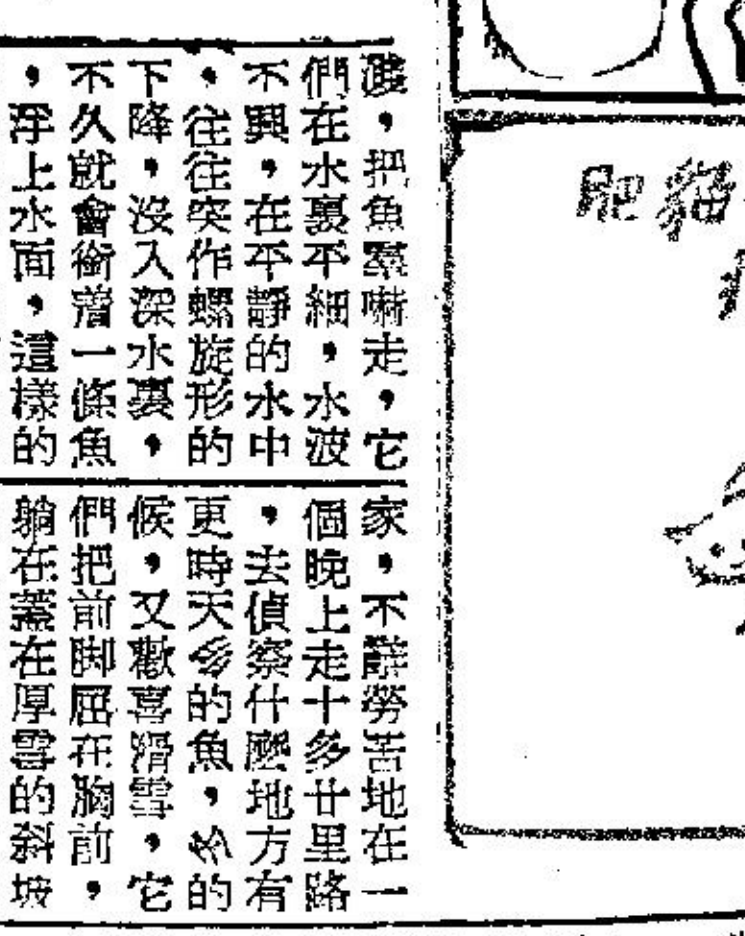 ，把魚羣嚇走，它
們在水裏平細，水波
不興，在平靜的水中
，往往突作螺旋形的
下降，沒入深水裏，
不久就會銜着一條魚
，浮上水面，這樣的
家，不辭勞苦地在一
個晚上走十多廿里路
，去偵察什麼地方有
更時天多的魚，的
候，又歡喜滑雪，它
們把前脚屈在胸前，
躺在蓋在厚雪的斜坡
肥貓